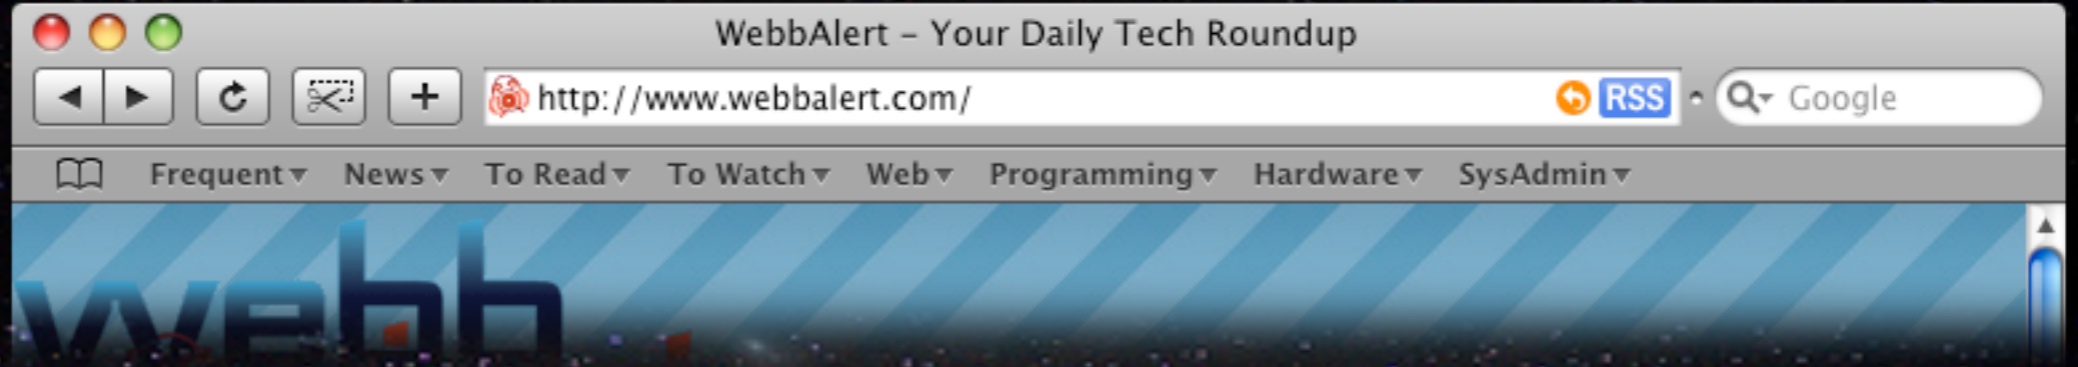 WebbAlert – Your Daily Tech Roundup
http://www.webbalert.com/ RSS Google
Frequent News To Read To Watch Web Programming Hardware SysAdmin
webb